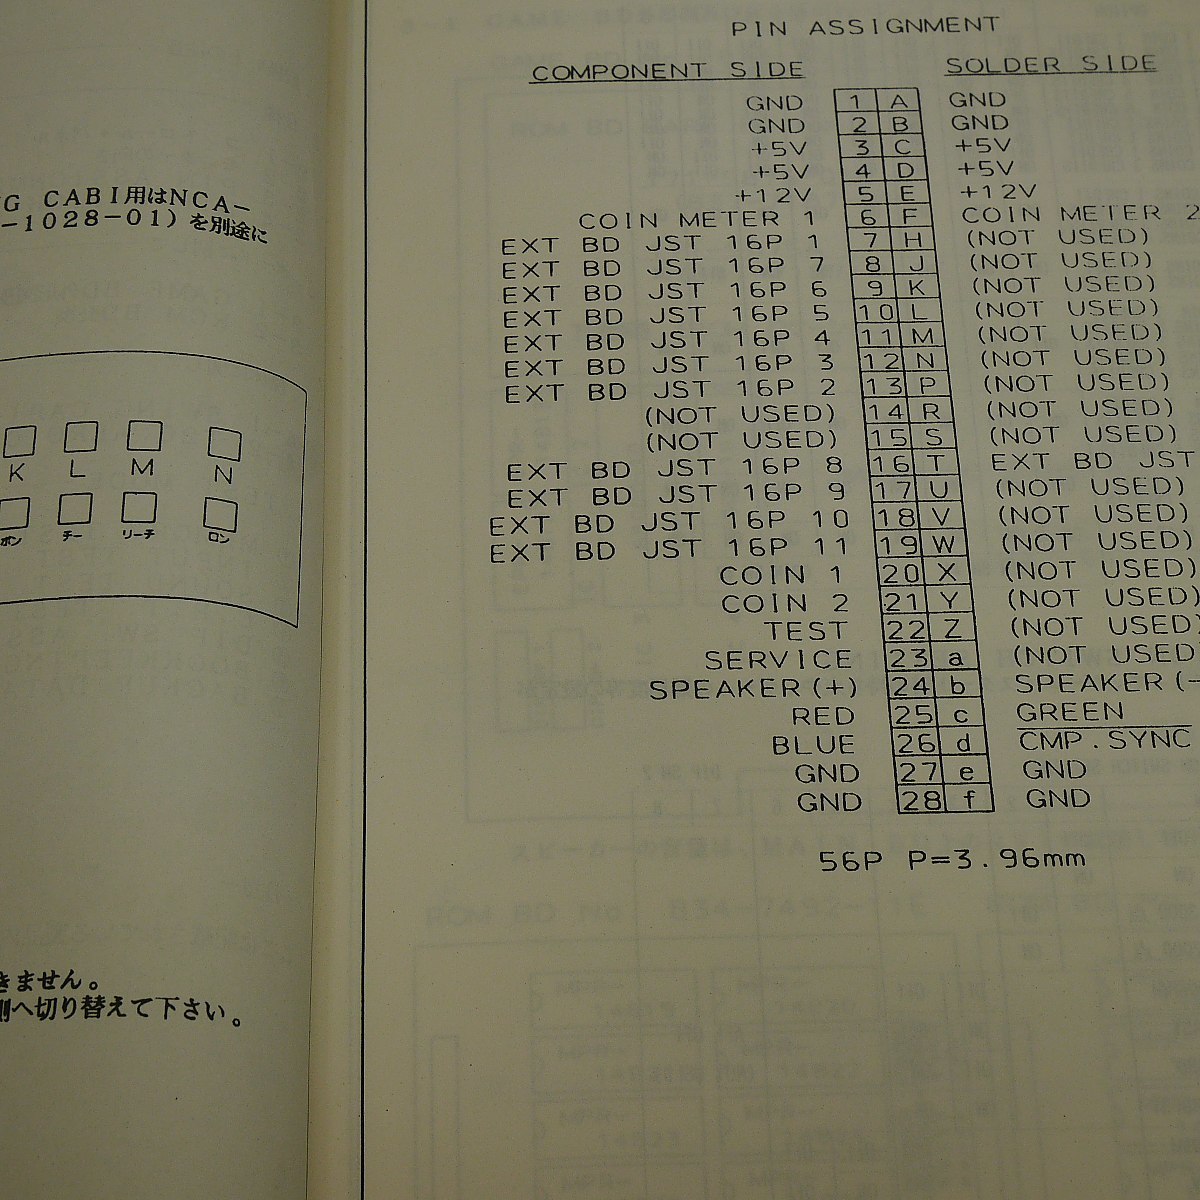 G CABI用はNCA-
-1028-01)を別途に
K L M N
ポン チー リーチ ロン
きません。
側へ切り替えて下さい。
PIN ASSIGNMENT
COMPONENT SIDE SOLDER SIDE
GND 1 A GND
GND 2 B GND
+5V 3 C +5V
+5V 4 D +5V
+12V 5 E +12V
COIN METER 1 6 F COIN METER 2
EXT BD JST 16P 1 7 H (NOT USED)
EXT BD JST 16P 7 8 J (NOT USED)
EXT BD JST 16P 6 9 K (NOT USED)
EXT BD JST 16P 5 10 L (NOT USED)
EXT BD JST 16P 4 11 M (NOT USED)
EXT BD JST 16P 3 12 N (NOT USED)
EXT BD JST 16P 2 13 P (NOT USED)
(NOT USED) 14 R (NOT USED)
(NOT USED) 15 S (NOT USED)
EXT BD JST 16P 8 16 T EXT BD JST
EXT BD JST 16P 9 17 U (NOT USED)
EXT BD JST 16P 10 18 V (NOT USED)
EXT BD JST 16P 11 19 W (NOT USED)
COIN 1 20 X (NOT USED)
COIN 2 21 Y (NOT USED)
TEST 22 Z (NOT USED)
SERVICE 23 a (NOT USED
SPEAKER(+) 24 b SPEAKER(-
RED 25 c GREEN
BLUE 26 d CMP.SYNC
GND 27 e GND
GND 28 f GND
56P P=3.96mm